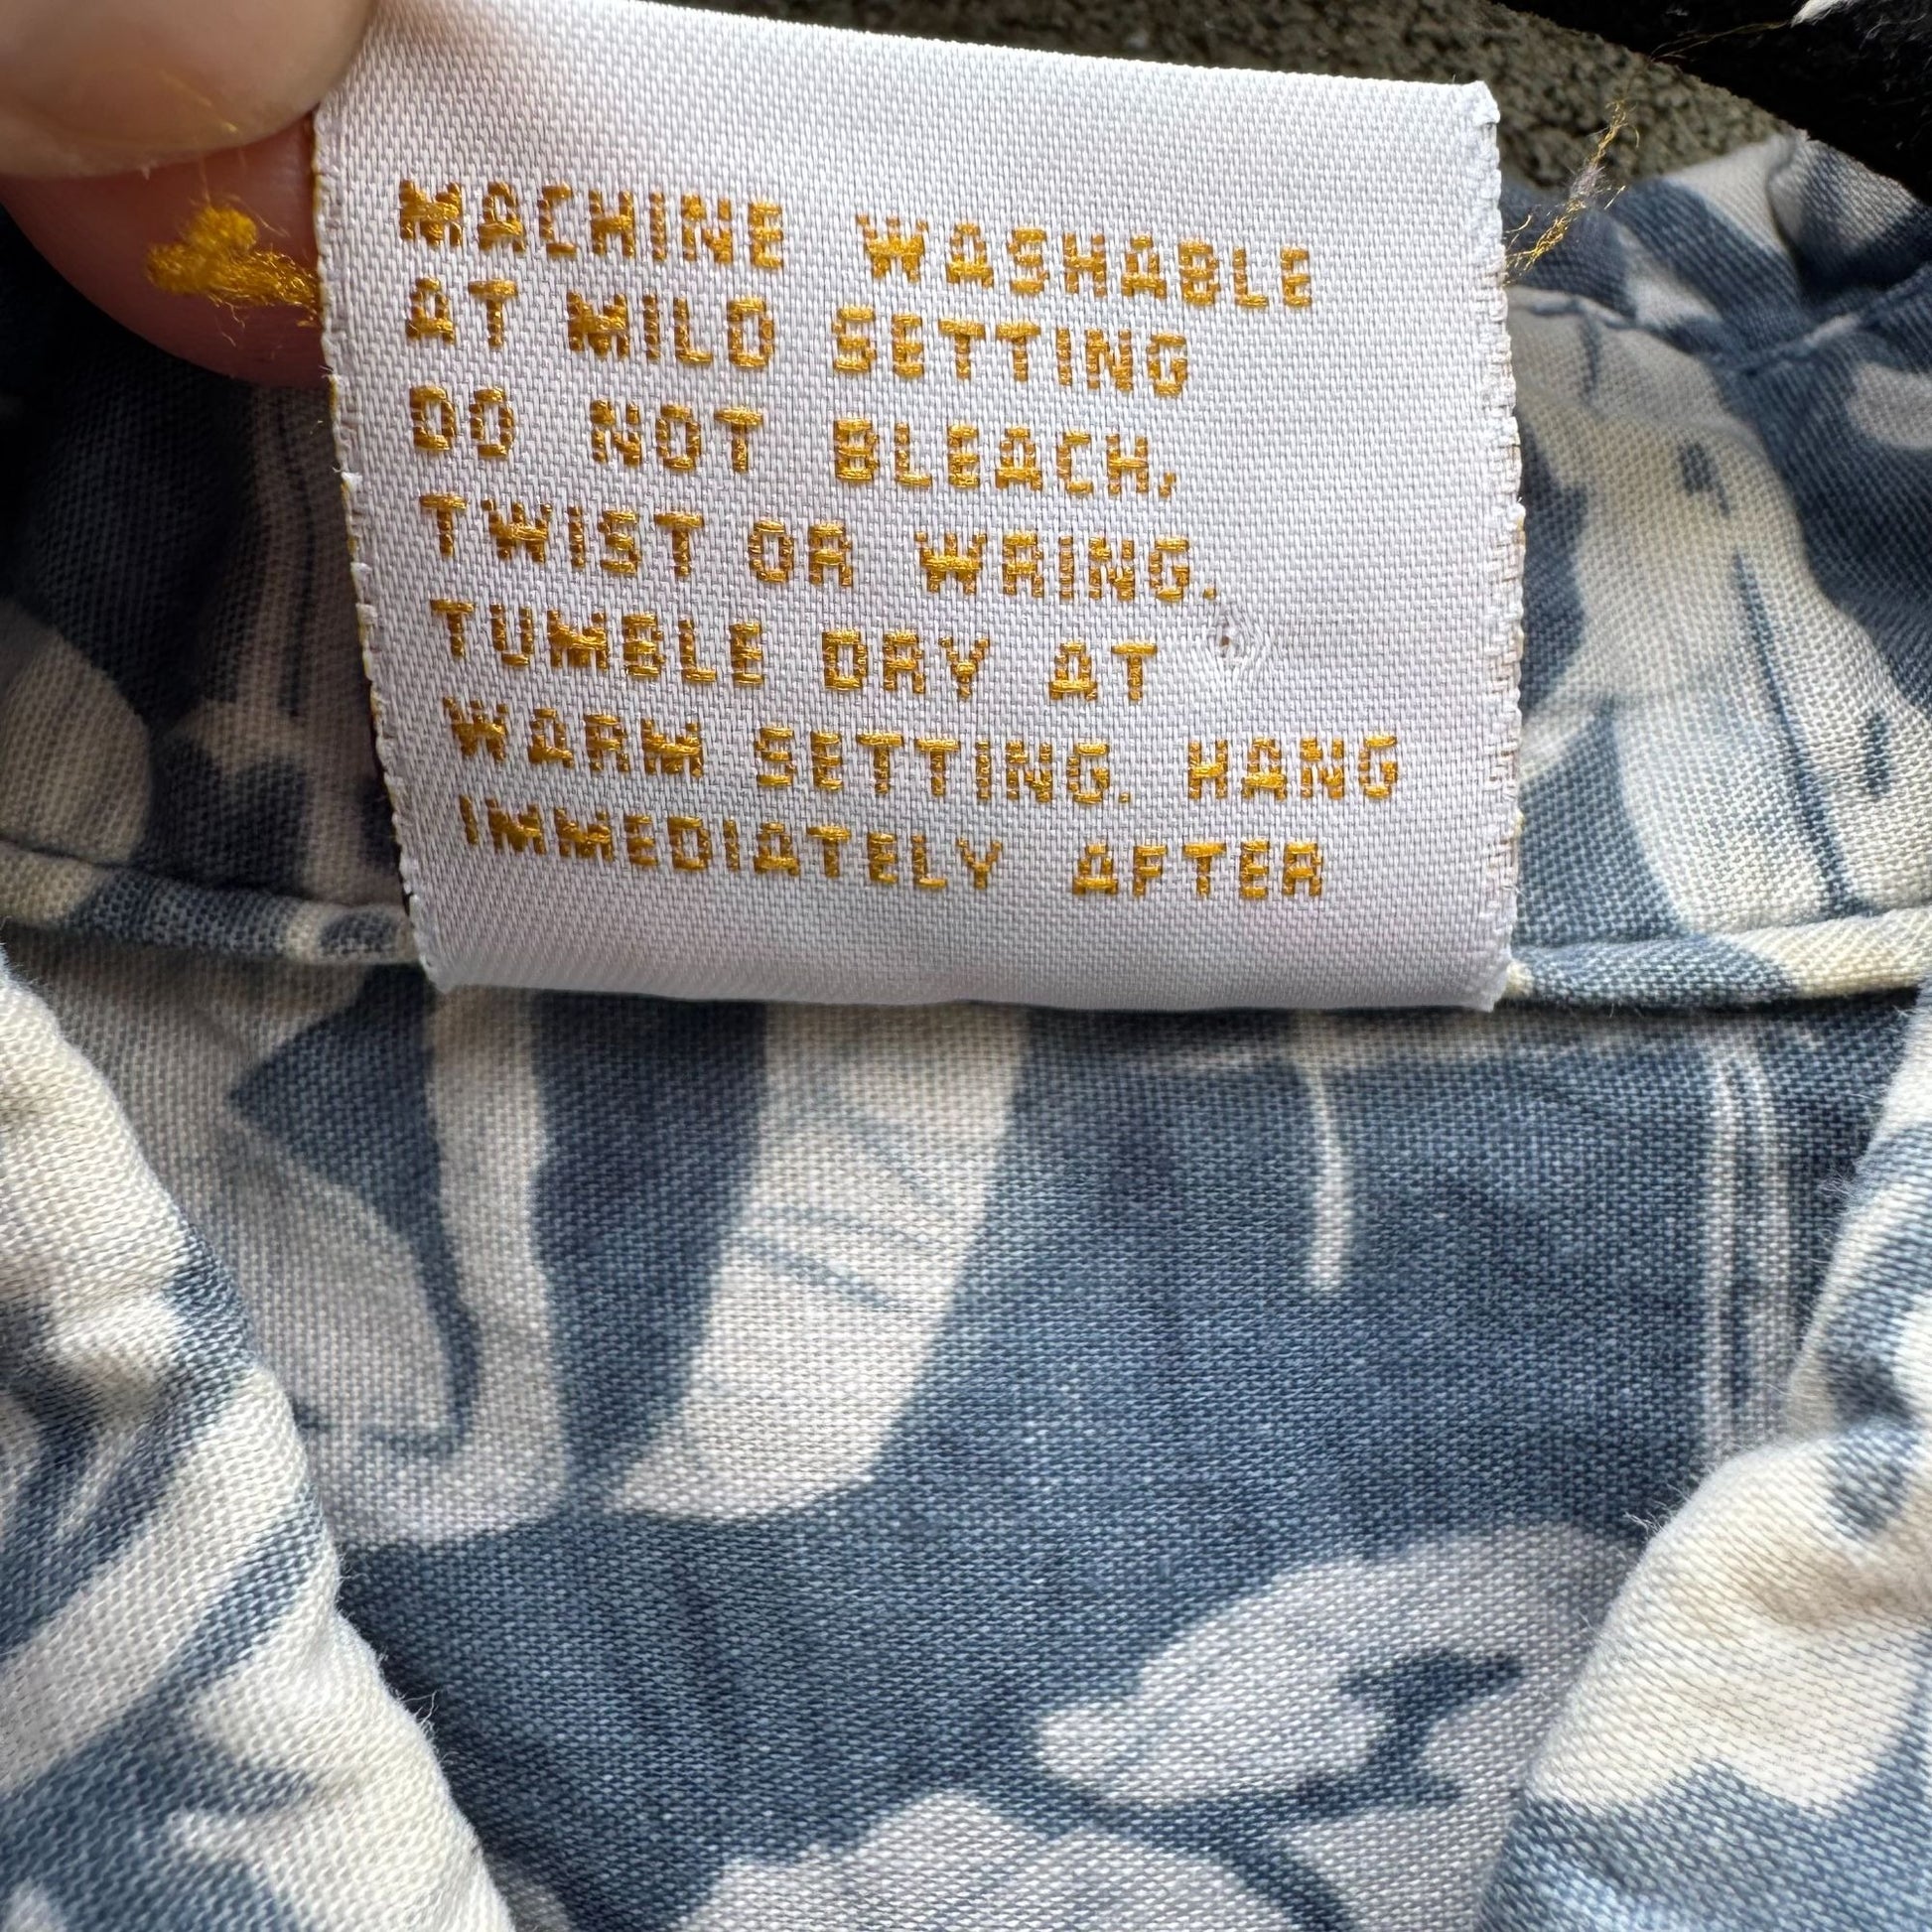 MACHINE WASHABLE
AT MILD SETTING
DO NOT BLEACH,
TWIST OR WRING.
TUMBLE DRY AT
WARM SETTING. HANG
IMMEDIATELY AFTER